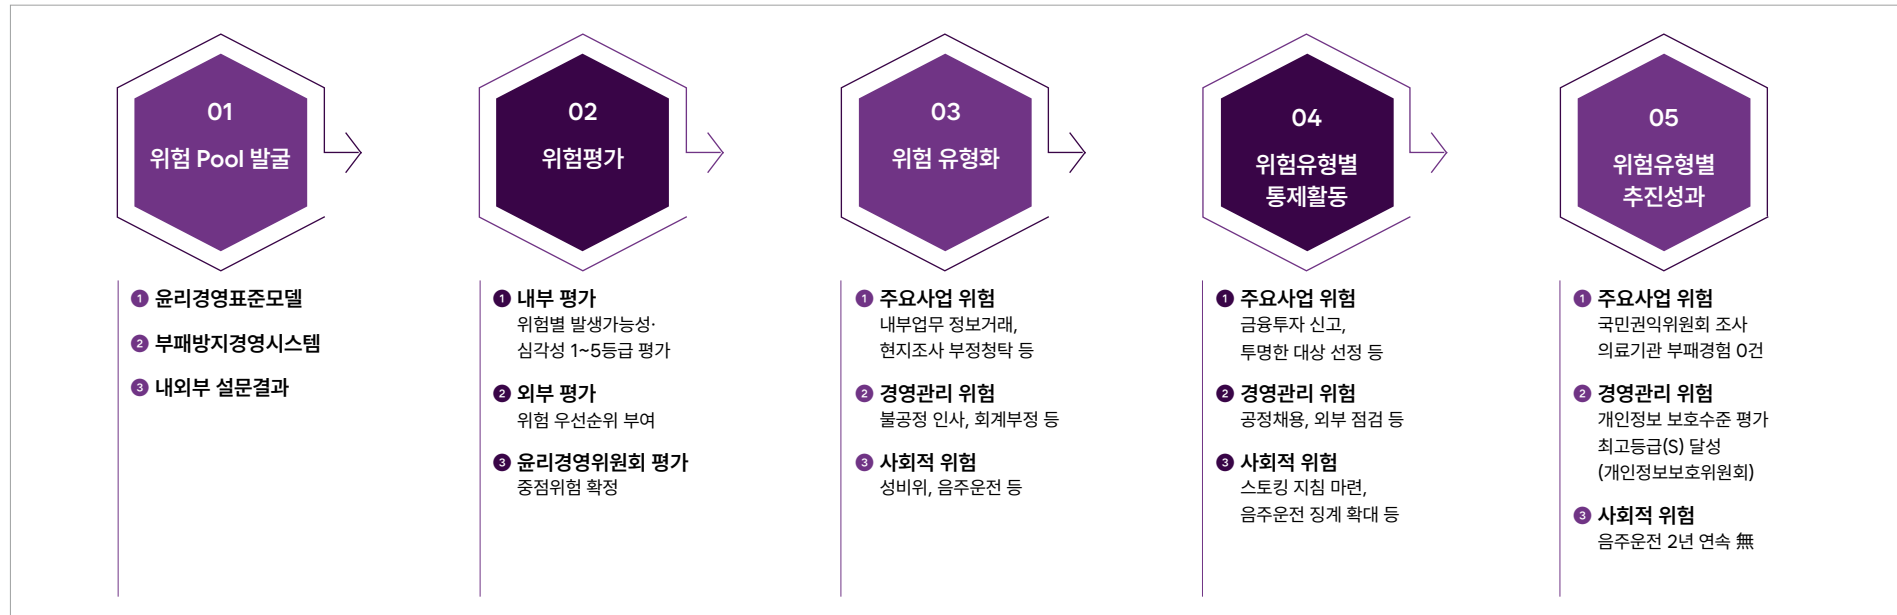 01
위험 Pool 발굴
❶ 윤리경영표준모델
❷ 부패방지경영시스템
❸ 내외부 설문결과
02
위험평가
❶ 내부 평가
위험별 발생가능성·
심각성 1~5등급 평가
❷ 외부 평가
위험 우선순위 부여
❸ 윤리경영위원회 평가
중점위험 확정
03
위험 유형화
❶ 주요사업 위험
내부업무 정보거래,
현지조사 부정청탁 등
❷ 경영관리 위험
불공정 인사, 회계부정 등
❸ 사회적 위험
성비위, 음주운전 등
04
위험유형별
통제활동
❶ 주요사업 위험
금융투자 신고,
투명한 대상 선정 등
❷ 경영관리 위험
공정채용, 외부 점검 등
❸ 사회적 위험
스토킹 지침 마련,
음주운전 징계 확대 등
05
위험유형별
추진성과
❶ 주요사업 위험
국민권익위원회 조사
의료기관 부패경험 0건
❷ 경영관리 위험
개인정보 보호수준 평가
최고등급(S) 달성
(개인정보보호위원회)
❸ 사회적 위험
음주운전 2년 연속 無